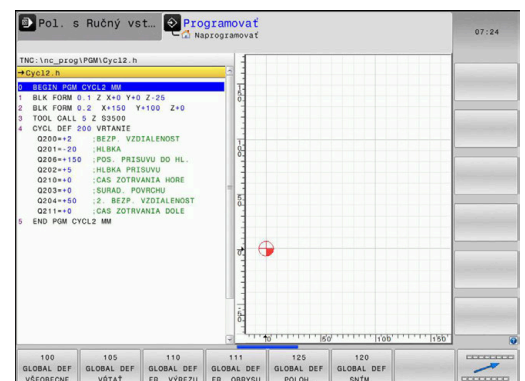 Pol. s Ručný vst…
Programovať
Naprogramovať
07:24
TNC:\nc_prog\PGM\Cycl2.h
→Cycl2.h
0 BEGIN PGM CYCL2 MM
1 BLK FORM 0.1 Z X+0 Y+0 Z-25
2 BLK FORM 0.2 X+150 Y+100 Z+0
3 TOOL CALL 5 Z S3500
4 CYCL DEF 200 VRTANIE
Q200=+2 ;BEZP. VZDIALENOST
Q201=-20 ;HLBKA
Q206=+150 ;POS. PRISUVU DO HL.
Q202=+5 ;HLBKA PRISUVU
Q210=+0 ;CAS ZOTRVANIA HORE
Q203=+0 ;SURAD. POVRCHU
Q204=+50 ;2. BEZP. VZDIALENOST
Q211=+0 ;CAS ZOTRVANIA DOLE
5 END PGM CYCL2 MM
0 50 100 150
100 GLOBAL DEF VŠEOBECNE
105 GLOBAL DEF VŔTAŤ
110 GLOBAL DEF FR. VÝREZU
111 GLOBAL DEF FR. OBRYSU
125 GLOBAL DEF POLOH.
120 GLOBAL DEF SNÍM.